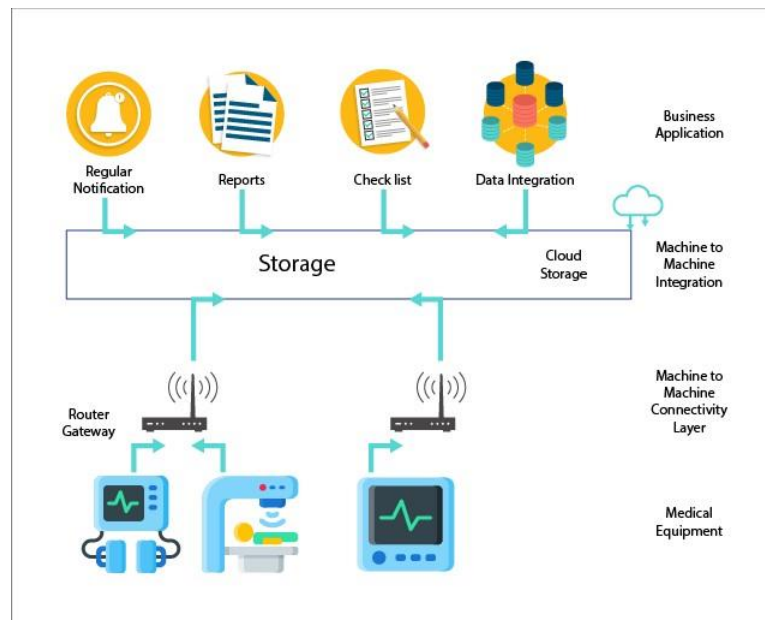 Business
Application
Regular
Notification
Reports
Check list
Data Integration
Storage
Cloud
Storage
Machine to
Machine
Integration
Router
Gateway
Machine to
Machine
Connectivity
Layer
Medical
Equipment